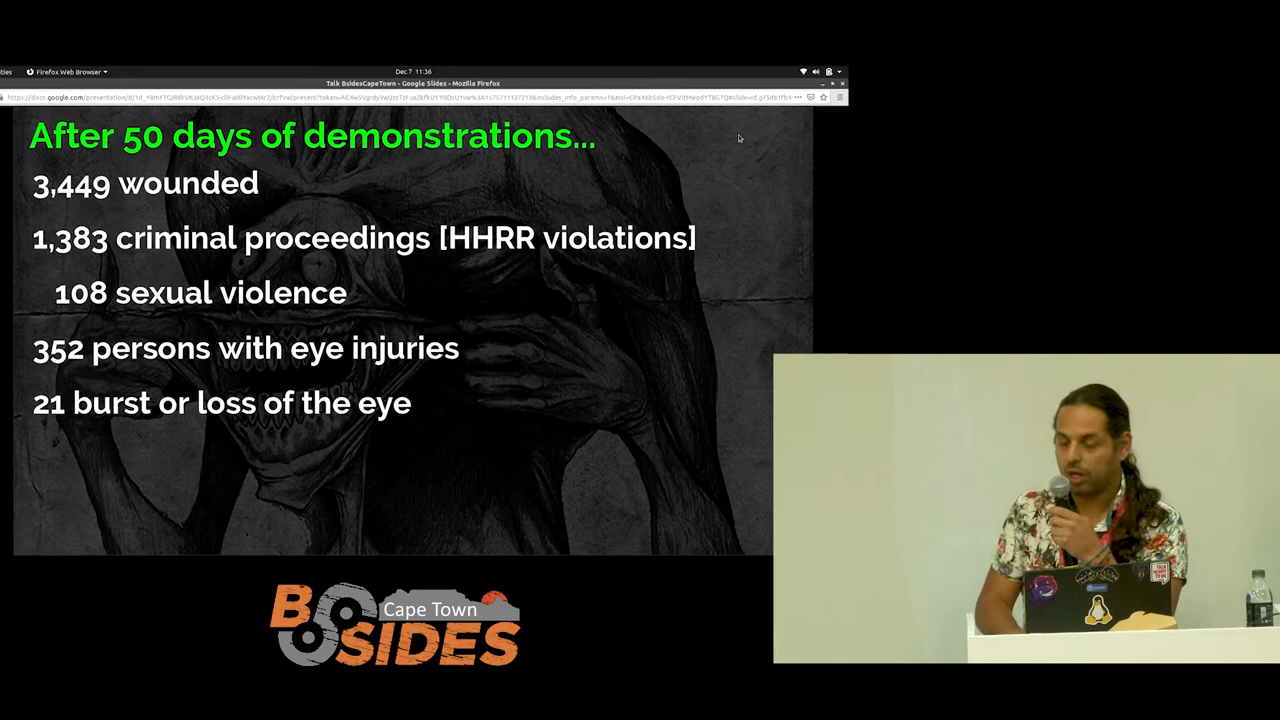 ities
Firefox Web Browser
Dec 7 11:36
Talk BsidesCapeTown - Google Slides - Mozilla Firefox
After 50 days of demonstrations...
3,449 wounded
1,383 criminal proceedings [HHRR violations]
108 sexual violence
352 persons with eye injuries
21 burst or loss of the eye
BSIDES
Cape Town